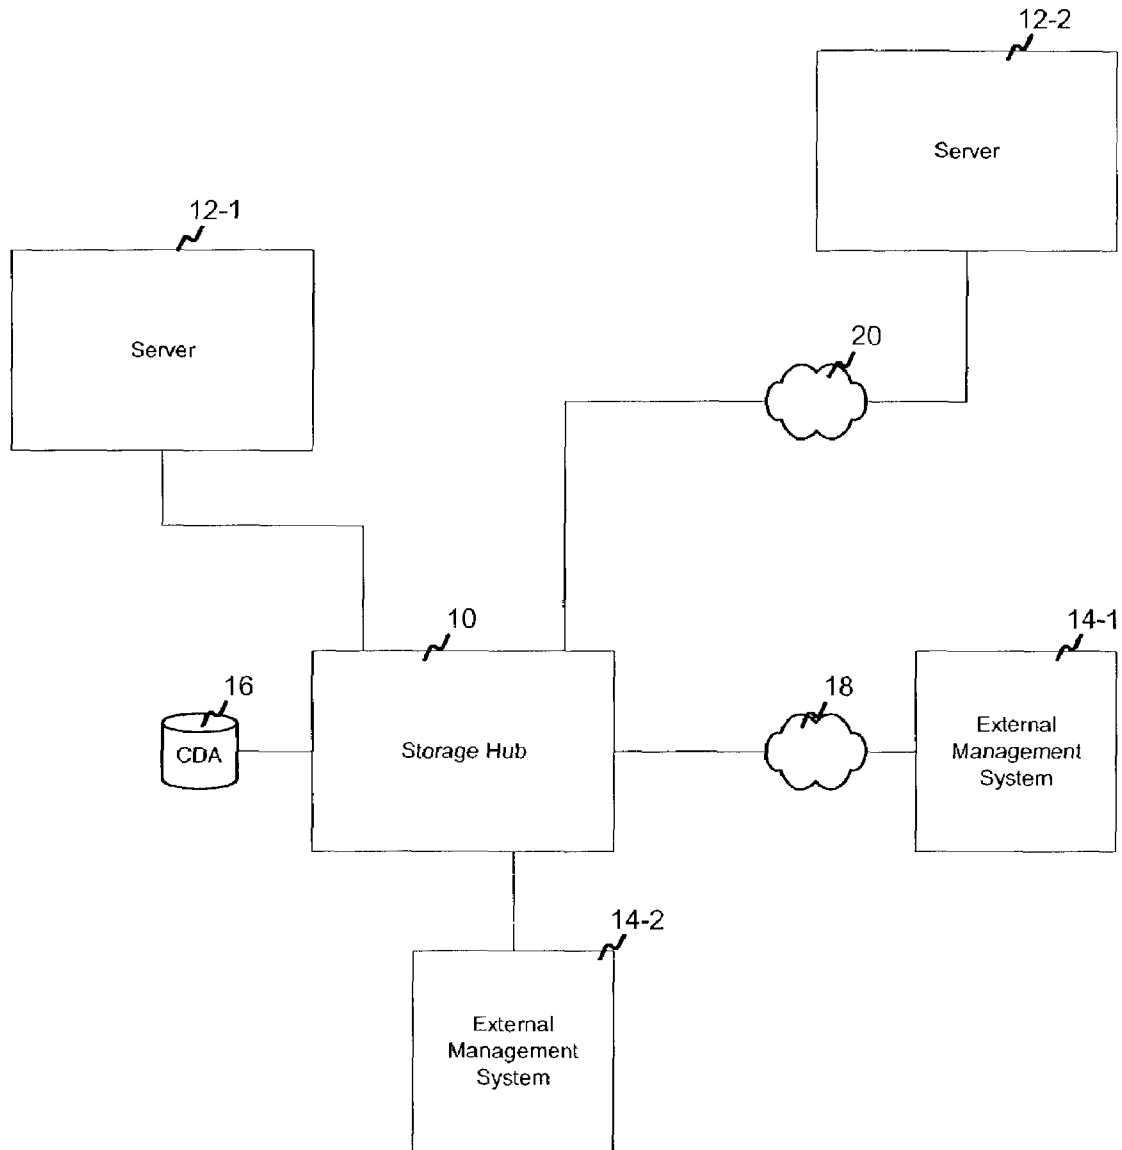 12-2
Server
12-1
Server
20
10
14-1
16
18
CDA
Storage Hub
External
Management
System
14-2
External
Management
System